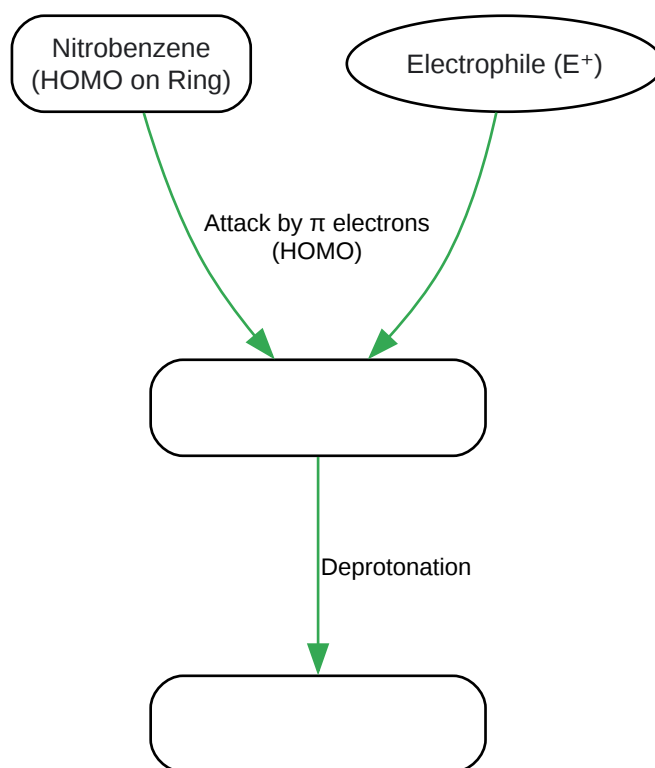 Nitrobenzene
(HOMO on Ring)
Electrophile (E⁺)
Attack by π electrons
(HOMO)
Deprotonation